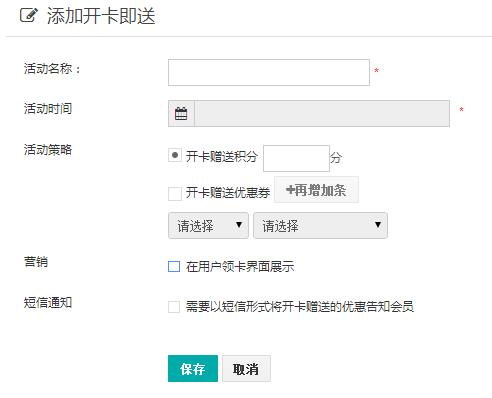 添加开卡即送
活动名称：
*
活动时间
*
活动策略
开卡赠送积分 分
开卡赠送优惠券 +再增加条
请选择 请选择
营销
在用户领卡界面展示
短信通知
需要以短信形式将开卡赠送的优惠告知会员
保存 取消